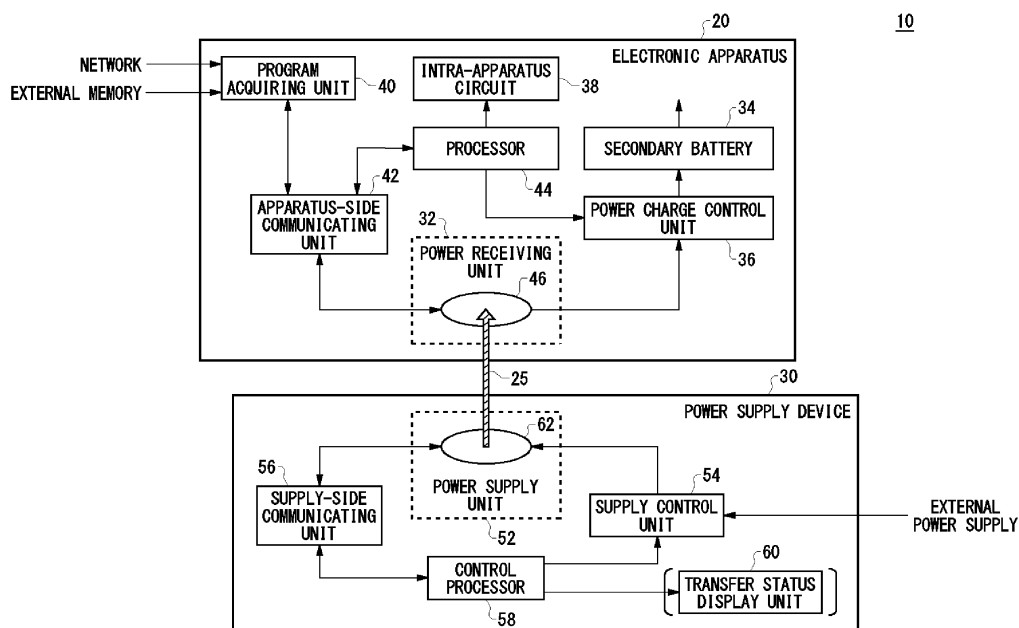 10
20
ELECTRONIC APPARATUS
NETWORK
EXTERNAL MEMORY
PROGRAM
ACQUIRING UNIT
40
INTRA-APPARATUS
CIRCUIT
38
34
PROCESSOR
44
SECONDARY BATTERY
42
APPARATUS-SIDE
COMMUNICATING
UNIT
POWER CHARGE CONTROL
UNIT
36
32
POWER RECEIVING
UNIT
46
25
30
POWER SUPPLY DEVICE
62
POWER SUPPLY
UNIT
52
56
SUPPLY-SIDE
COMMUNICATING
UNIT
54
SUPPLY CONTROL
UNIT
EXTERNAL
POWER SUPPLY
CONTROL
PROCESSOR
58
60
TRANSFER STATUS
DISPLAY UNIT